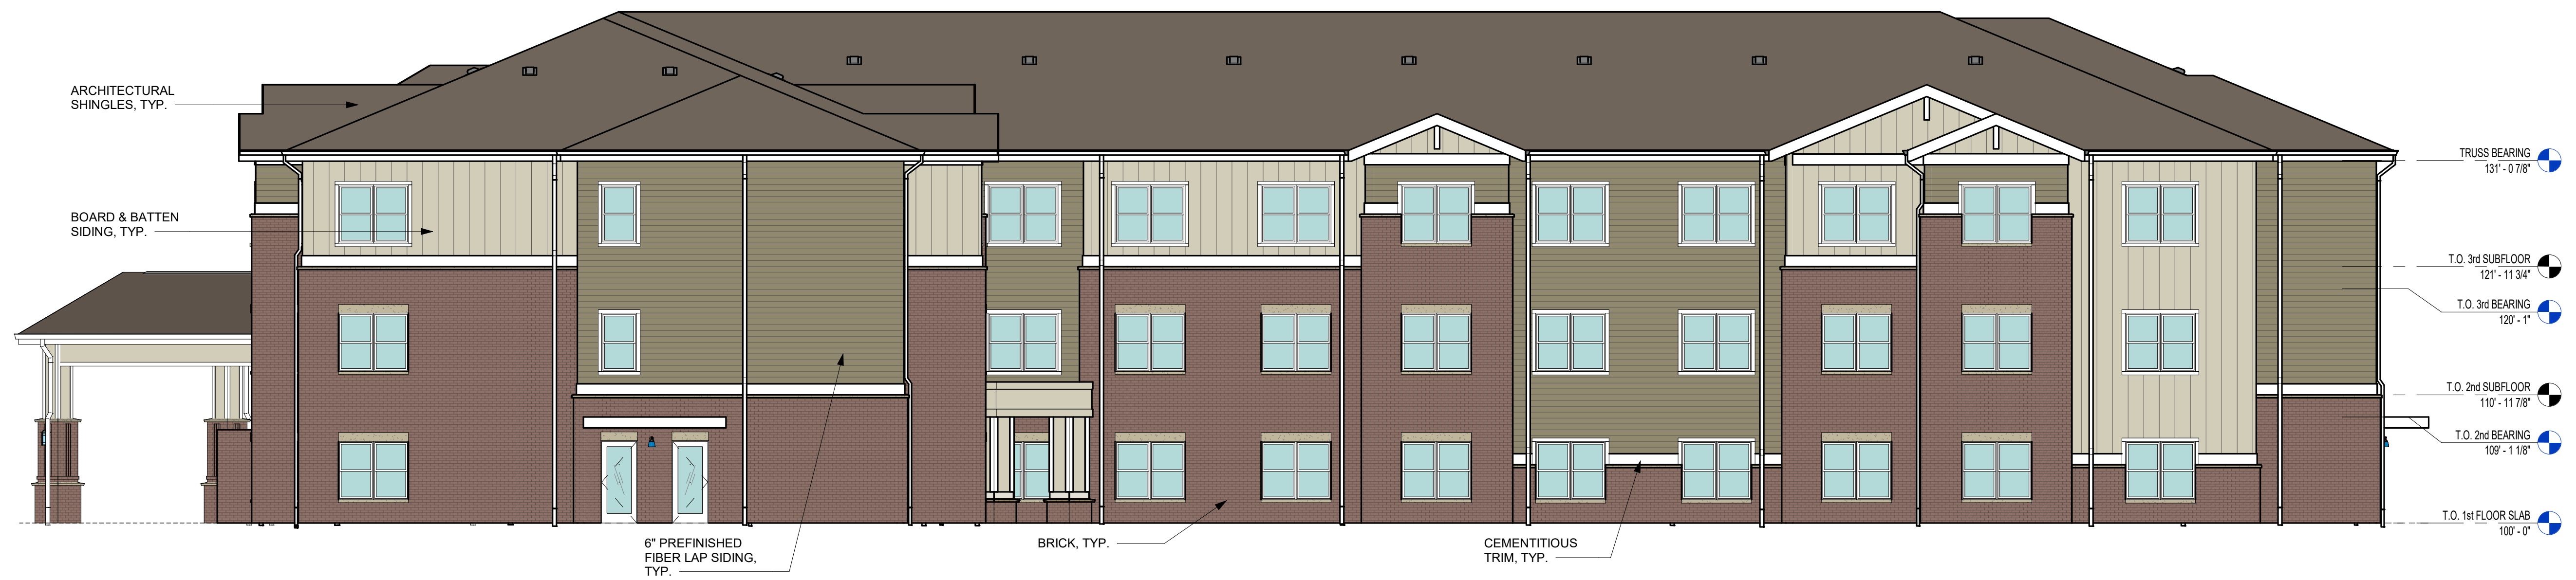 ARCHITECTURAL
SHINGLES, TYP.
BOARD & BATTEN
SIDING, TYP.
6" PREFINISHED
FIBER LAP SIDING,
TYP.
BRICK, TYP.
CEMENTITIOUS
TRIM, TYP.
TRUSS BEARING
131' - 0 7/8"
T.O. 3rd SUBFLOOR
121' - 11 3/4"
T.O. 3rd BEARING
120' - 1"
T.O. 2nd SUBFLOOR
110' - 11 7/8"
T.O. 2nd BEARING
109' - 1 1/8"
T.O. 1st FLOOR SLAB
100' - 0"